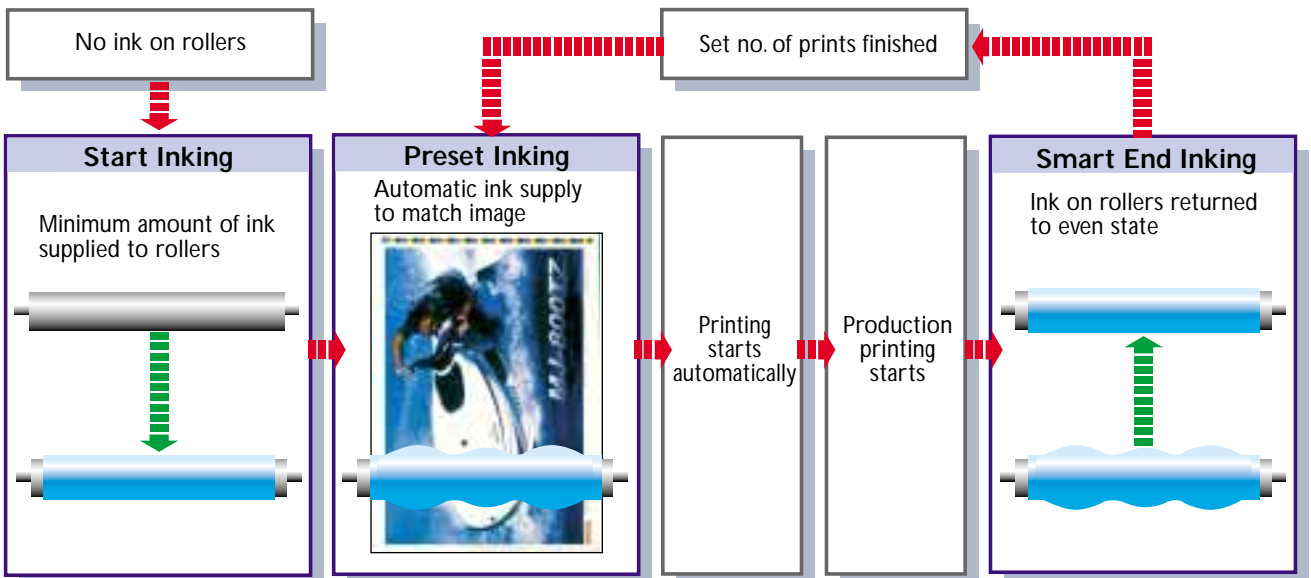 No ink on rollers
Set no. of prints finished
Start Inking
Minimum amount of ink
supplied to rollers
Preset Inking
Automatic ink supply
to match image
Printing
starts
automatically
Production
printing
starts
Smart End Inking
Ink on rollers returned
to even state